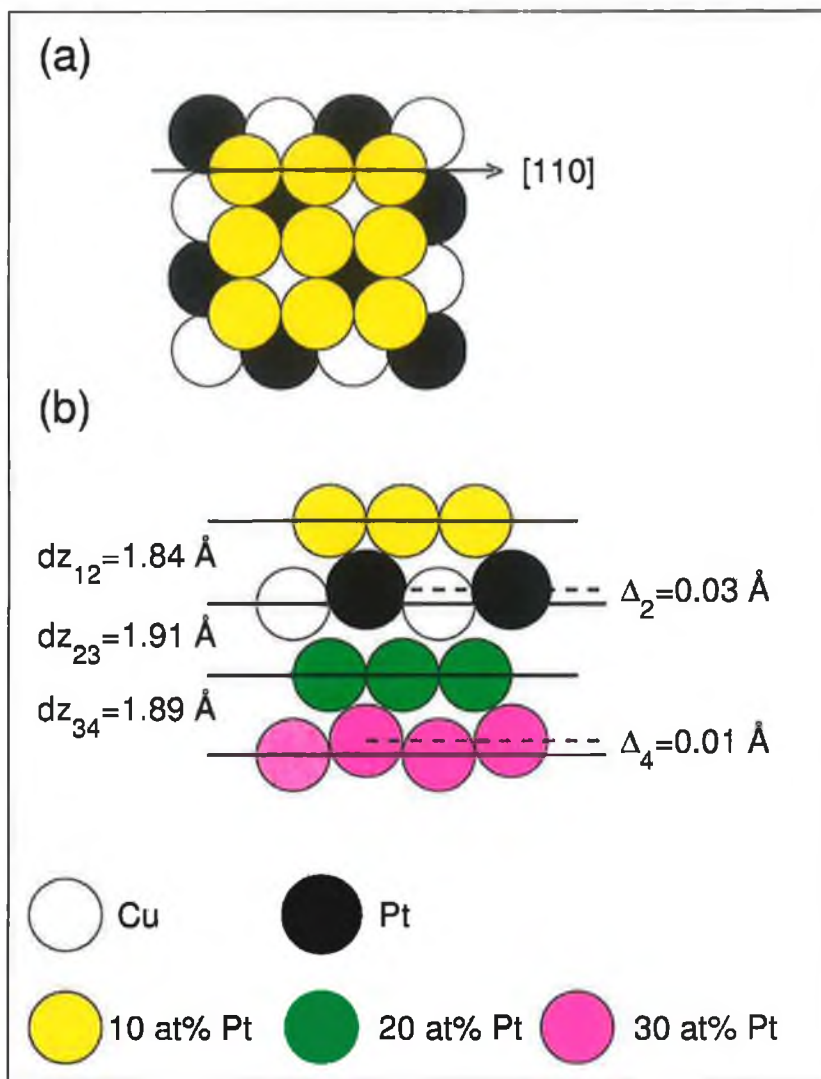 (a)
[110]
(b)
dz₁₂=1.84 Å
Δ₂=0.03 Å
dz₂₃=1.91 Å
dz₃₄=1.89 Å
Δ₄=0.01 Å
Cu
Pt
10 at% Pt
20 at% Pt
30 at% Pt